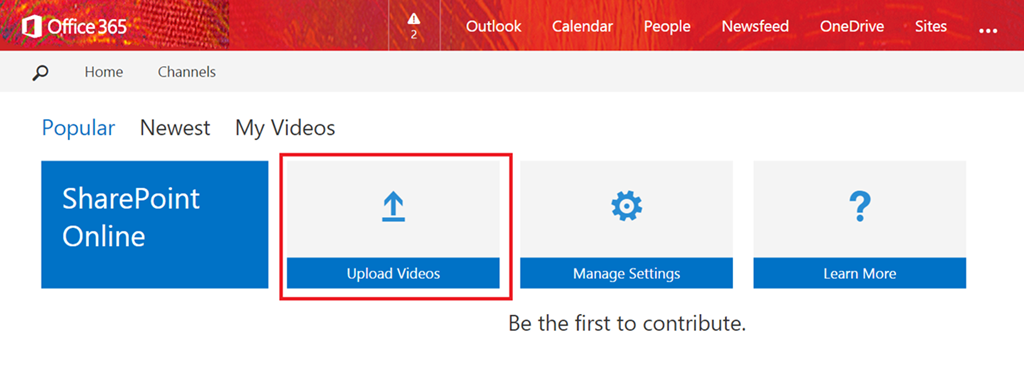 Office 365
2
Outlook Calendar People Newsfeed OneDrive Sites ...
Home Channels
Popular Newest My Videos
SharePoint
Online
?
Upload Videos
Manage Settings
Learn More
Be the first to contribute.